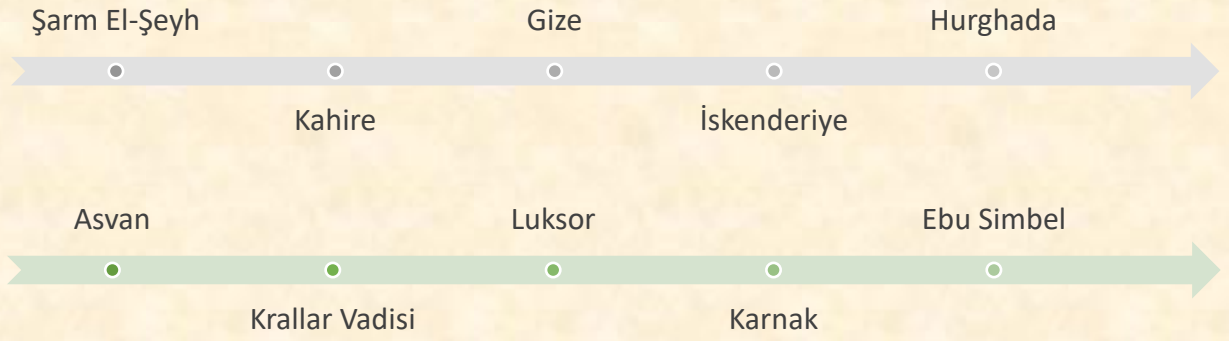 Şarm El-Şeyh
Kahire
Gize
İskenderiye
Hurghada
Asvan
Krallar Vadisi
Luksor
Karnak
Ebu Simbel